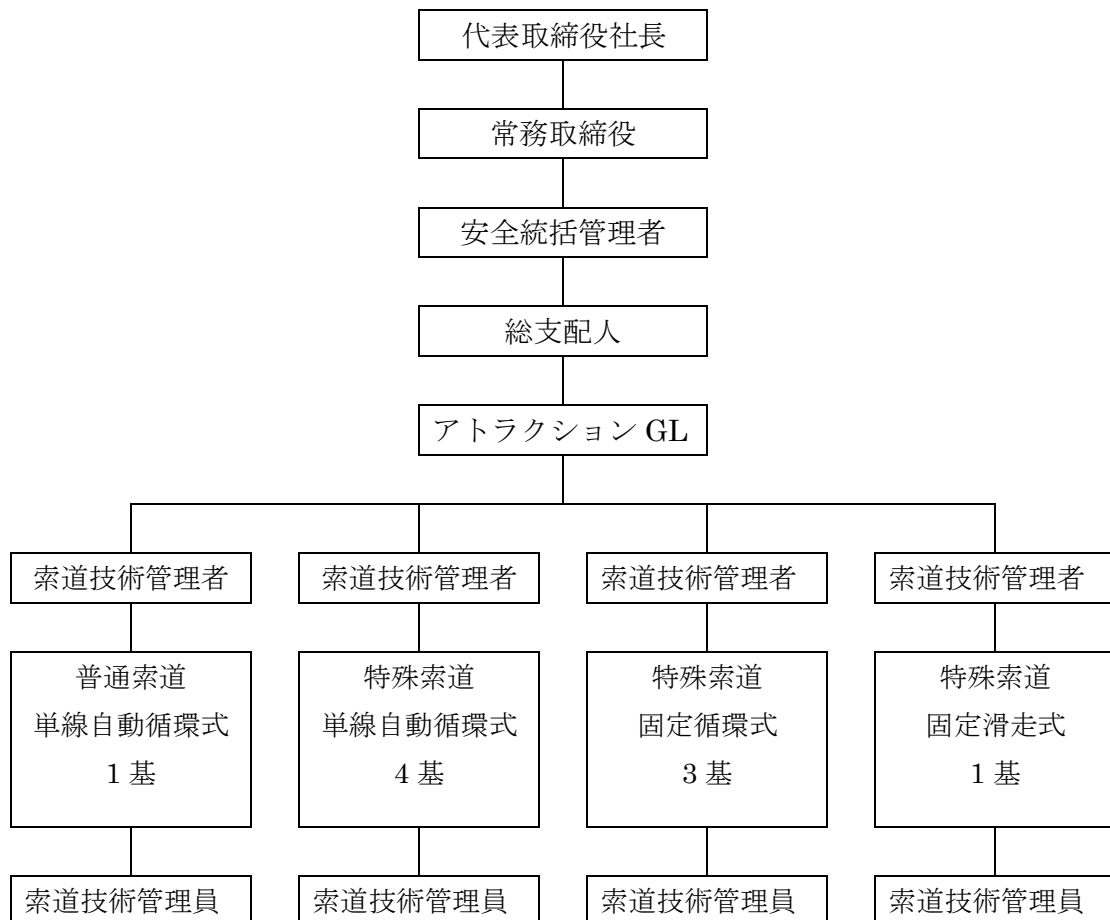 代表取締役社長
常務取締役
安全統括管理者
総支配人
アトラクション GL
索道技術管理者
索道技術管理者
索道技術管理者
索道技術管理者
普通索道
単線自動循環式
1 基
特殊索道
単線自動循環式
4 基
特殊索道
固定循環式
3 基
特殊索道
固定滑走式
1 基
索道技術管理員
索道技術管理員
索道技術管理員
索道技術管理員